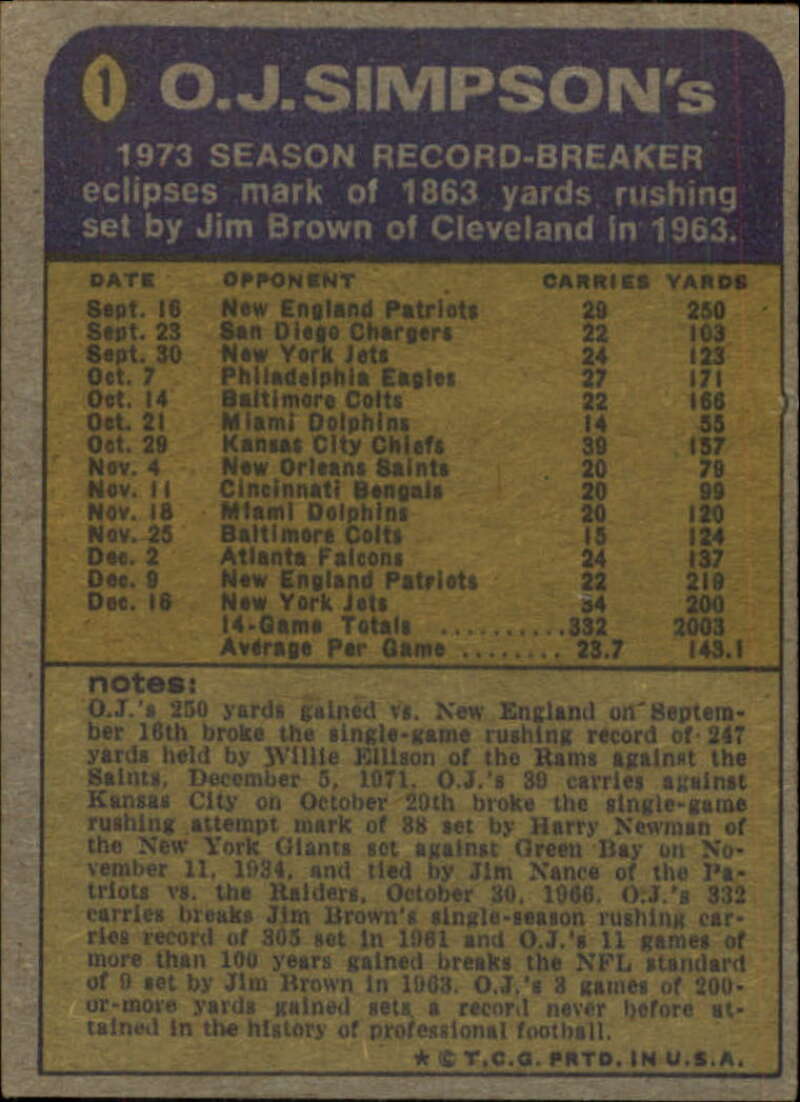 1 O.J.SIMPSON's
1973 SEASON RECORD-BREAKER
eclipses mark of 1863 yards rushing
set by Jim Brown of Cleveland in 1963.
DATE OPPONENT CARRIES YARDS
Sept. 16 New England Patriots 29 250
Sept. 23 San Diego Chargers 22 103
Sept. 30 New York Jets 24 123
Oct. 7 Philadelphia Eagles 27 171
Oct. 14 Baltimore Colts 22 166
Oct. 21 Miami Dolphins 14 55
Oct. 29 Kansas City Chiefs 39 157
Nov. 4 New Orleans Saints 20 79
Nov. 11 Cincinnati Bengals 20 99
Nov. 18 Miami Dolphins 20 120
Nov. 25 Baltimore Colts 15 124
Dec. 2 Atlanta Falcons 24 137
Dec. 9 New England Patriots 22 219
Dec. 16 New York Jets 34 200
14-Game Totals ..........332 2003
Average Per Game ........ 23.7 143.1
notes:
O.J.'s 250 yards gained vs. New England on Septem-
ber 16th broke the single-game rushing record of 247
yards held by Willie Ellison of the Rams against the
Saints, December 5, 1971. O.J.'s 39 carries against
Kansas City on October 29th broke the single-game
rushing attempt mark of 38 set by Harry Newman of
the New York Giants set against Green Bay on No-
vember 11, 1934, and tied by Jim Nance of the Pa-
triots vs. the Raiders, October 30, 1966. O.J.'s 332
carries breaks Jim Brown's single-season rushing car-
ries record of 305 set in 1961 and O.J.'s 11 games of
more than 100 years gained breaks the NFL standard
of 9 set by Jim Brown in 1963. O.J.'s 3 games of 200-
or-more yards gained sets a record never before at-
tained in the history of professional football.
★ © T.C.G. PRTD. IN U.S.A.